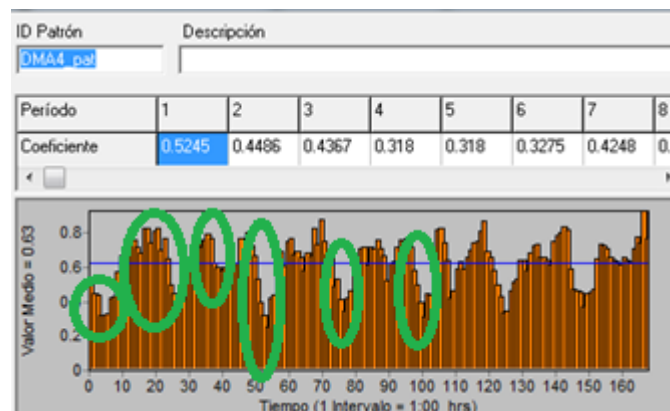 ID Patrón Descripción
DMA4_pat
Período 1 2 3 4 5 6 7 8
Coeficiente 0.5245 0.4486 0.4367 0.318 0.318 0.3275 0.4248 0.
Valor Medio = 0.63
0.8
0.6
0.2
0
0 10 20 30 40 50 60 70 80 90 100 110 120 130 140 150 160
Tiempo (1 Intervalo = 1:00 hrs)